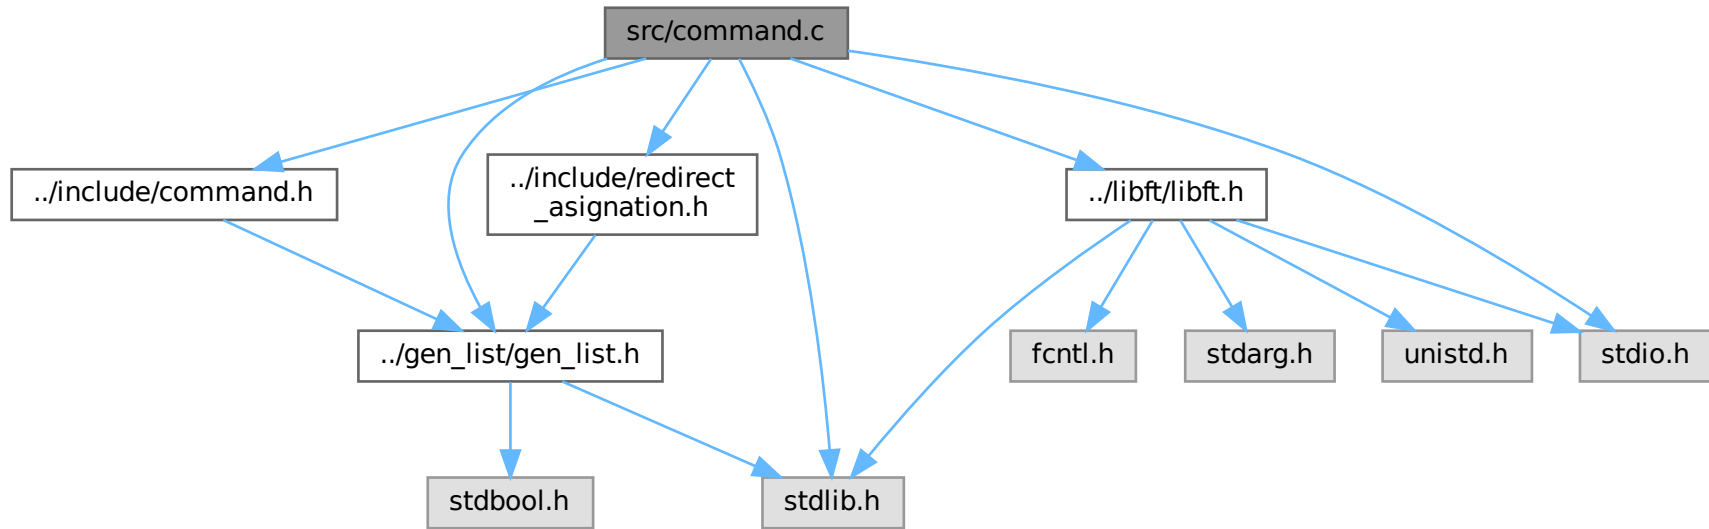 src/command.c
../include/command.h
../include/redirect
_asignation.h
../libft/libft.h
../gen_list/gen_list.h
fcntl.h
stdarg.h
unistd.h
stdio.h
stdbool.h
stdlib.h